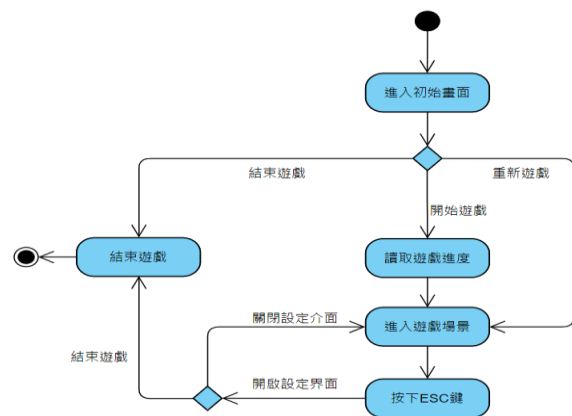 進入初始畫面
結束遊戲
重新遊戲
開始遊戲
結束遊戲
讀取遊戲進度
關閉設定介面
進入遊戲場景
結束遊戲
開啟設定界面
按下ESC鍵